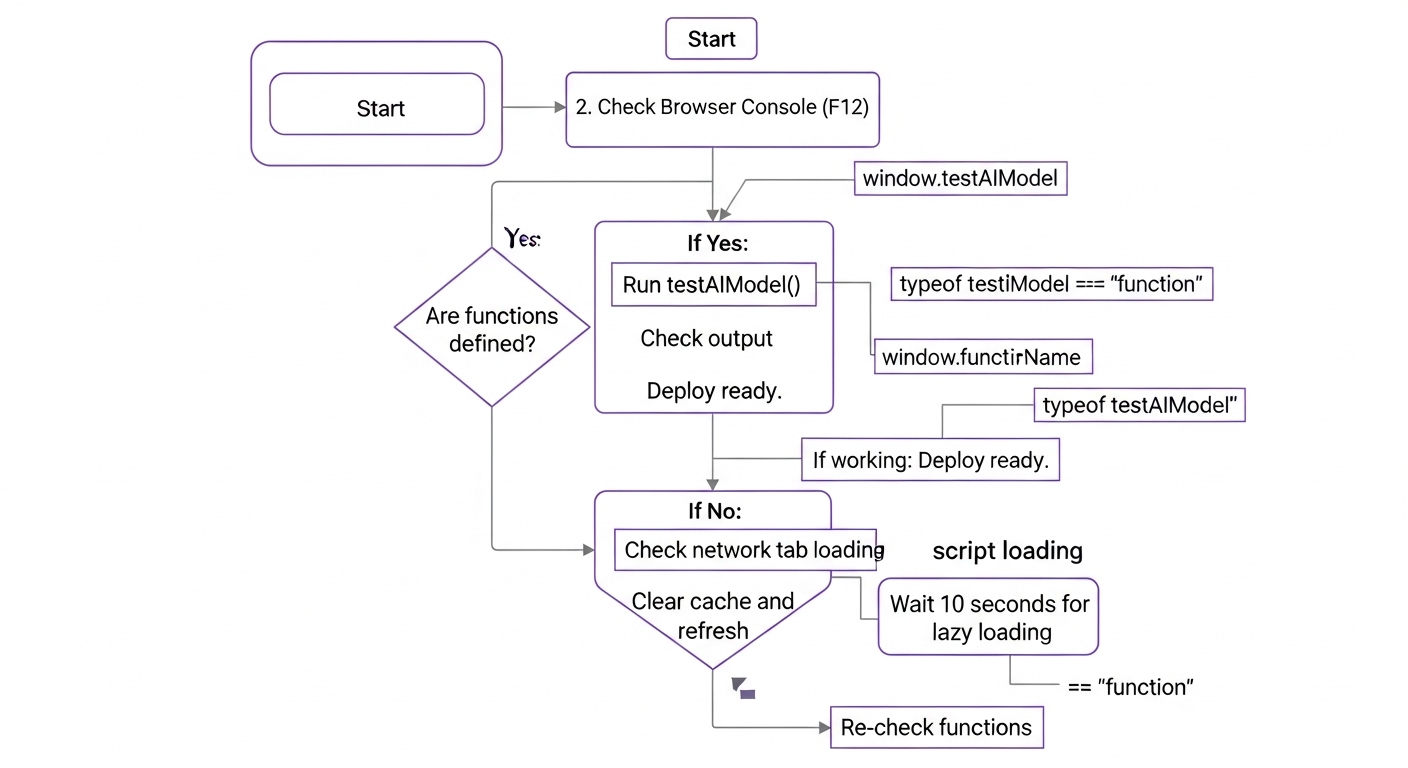 Start
Start
2. Check Browser Console (F12)
window.testAIModel
Yes:
If Yes:
Run testAIModel()
typeof testiModel === "function"
Are functions
defined?
Check output
window.functirName
Deploy ready.
typeof testAIModel"
If working: Deploy ready.
If No:
Check network tab loading
script loading
Clear cache and
refresh
Wait 10 seconds for
lazy loading
== "function"
Re-check functions